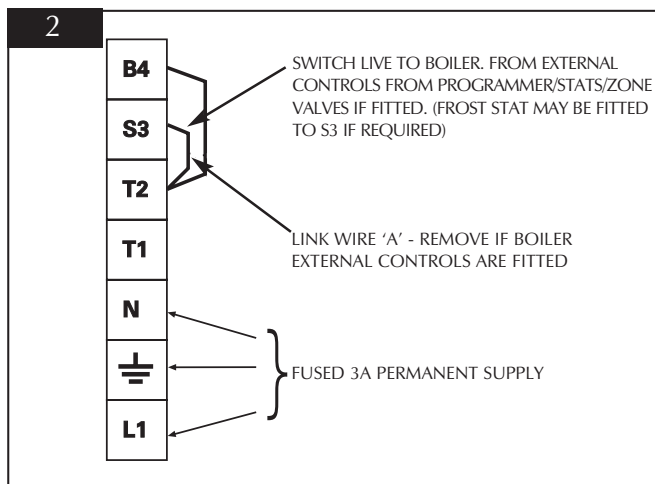 2
B4
SWITCH LIVE TO BOILER. FROM EXTERNAL
CONTROLS FROM PROGRAMMER/STATS/ZONE
VALVES IF FITTED. (FROST STAT MAY BE FITTED
TO S3 IF REQUIRED)
S3
T2
T1
LINK WIRE ‘A’ - REMOVE IF BOILER
EXTERNAL CONTROLS ARE FITTED
N
FUSED 3A PERMANENT SUPPLY
L1